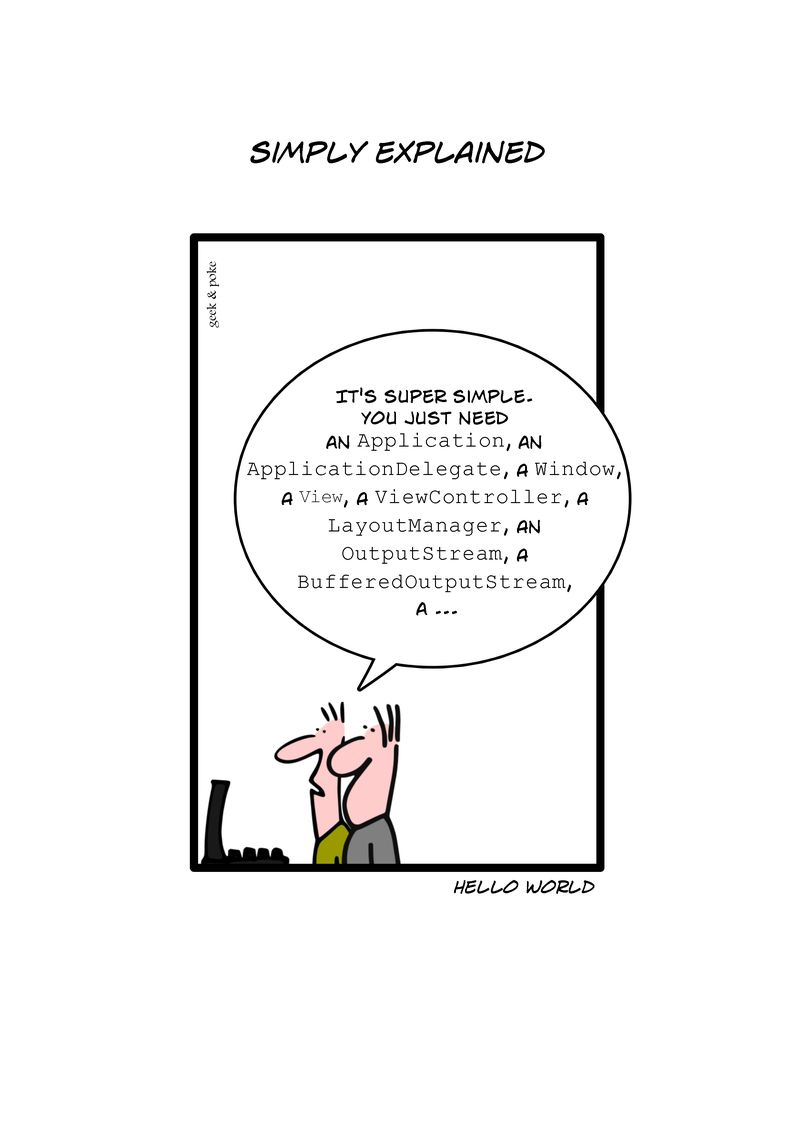 SIMPLY EXPLAINED
geek & poke
IT'S SUPER SIMPLE.
YOU JUST NEED
AN Application, AN
ApplicationDelegate, A Window,
A View, A ViewController, A
LayoutManager, AN
OutputStream, A
BufferedOutputStream,
A ...
HELLO WORLD